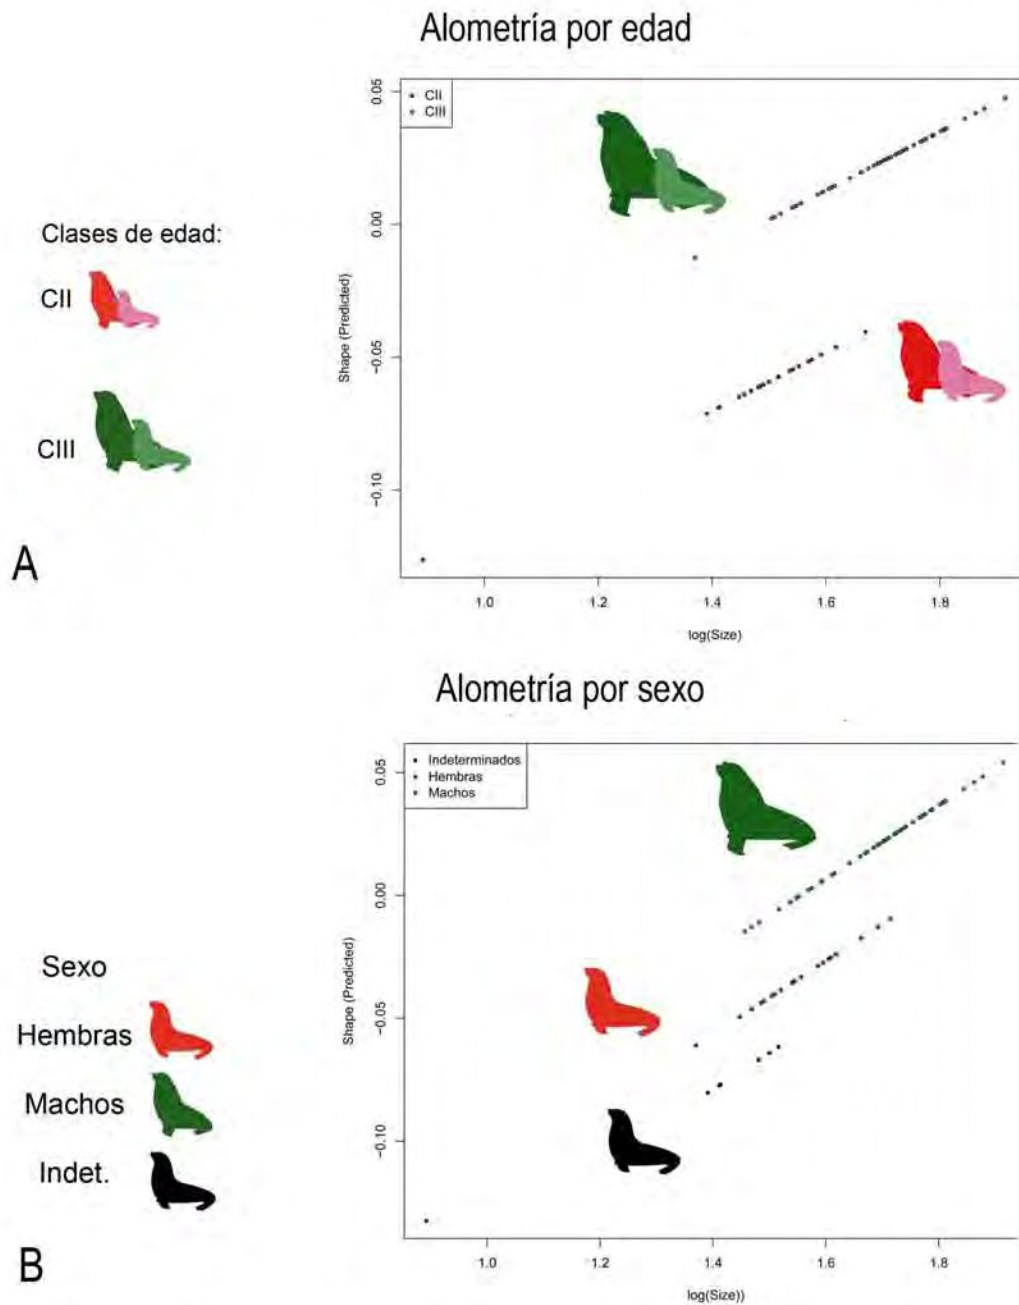 Alometría por edad
CII
CIII
Clases de edad:
CII
CIII
A
Shape (Predicted)
0.05
0.00
−0.05
−0.10
1.0 1.2 1.4 1.6 1.8
log(Size)
Alometría por sexo
Indeterminados
Hembras
Machos
Sexo
Hembras
Machos
Indet.
B
Shape (Predicted)
0.05
0.00
−0.05
−0.10
1.0 1.2 1.4 1.6 1.8
log(Size))